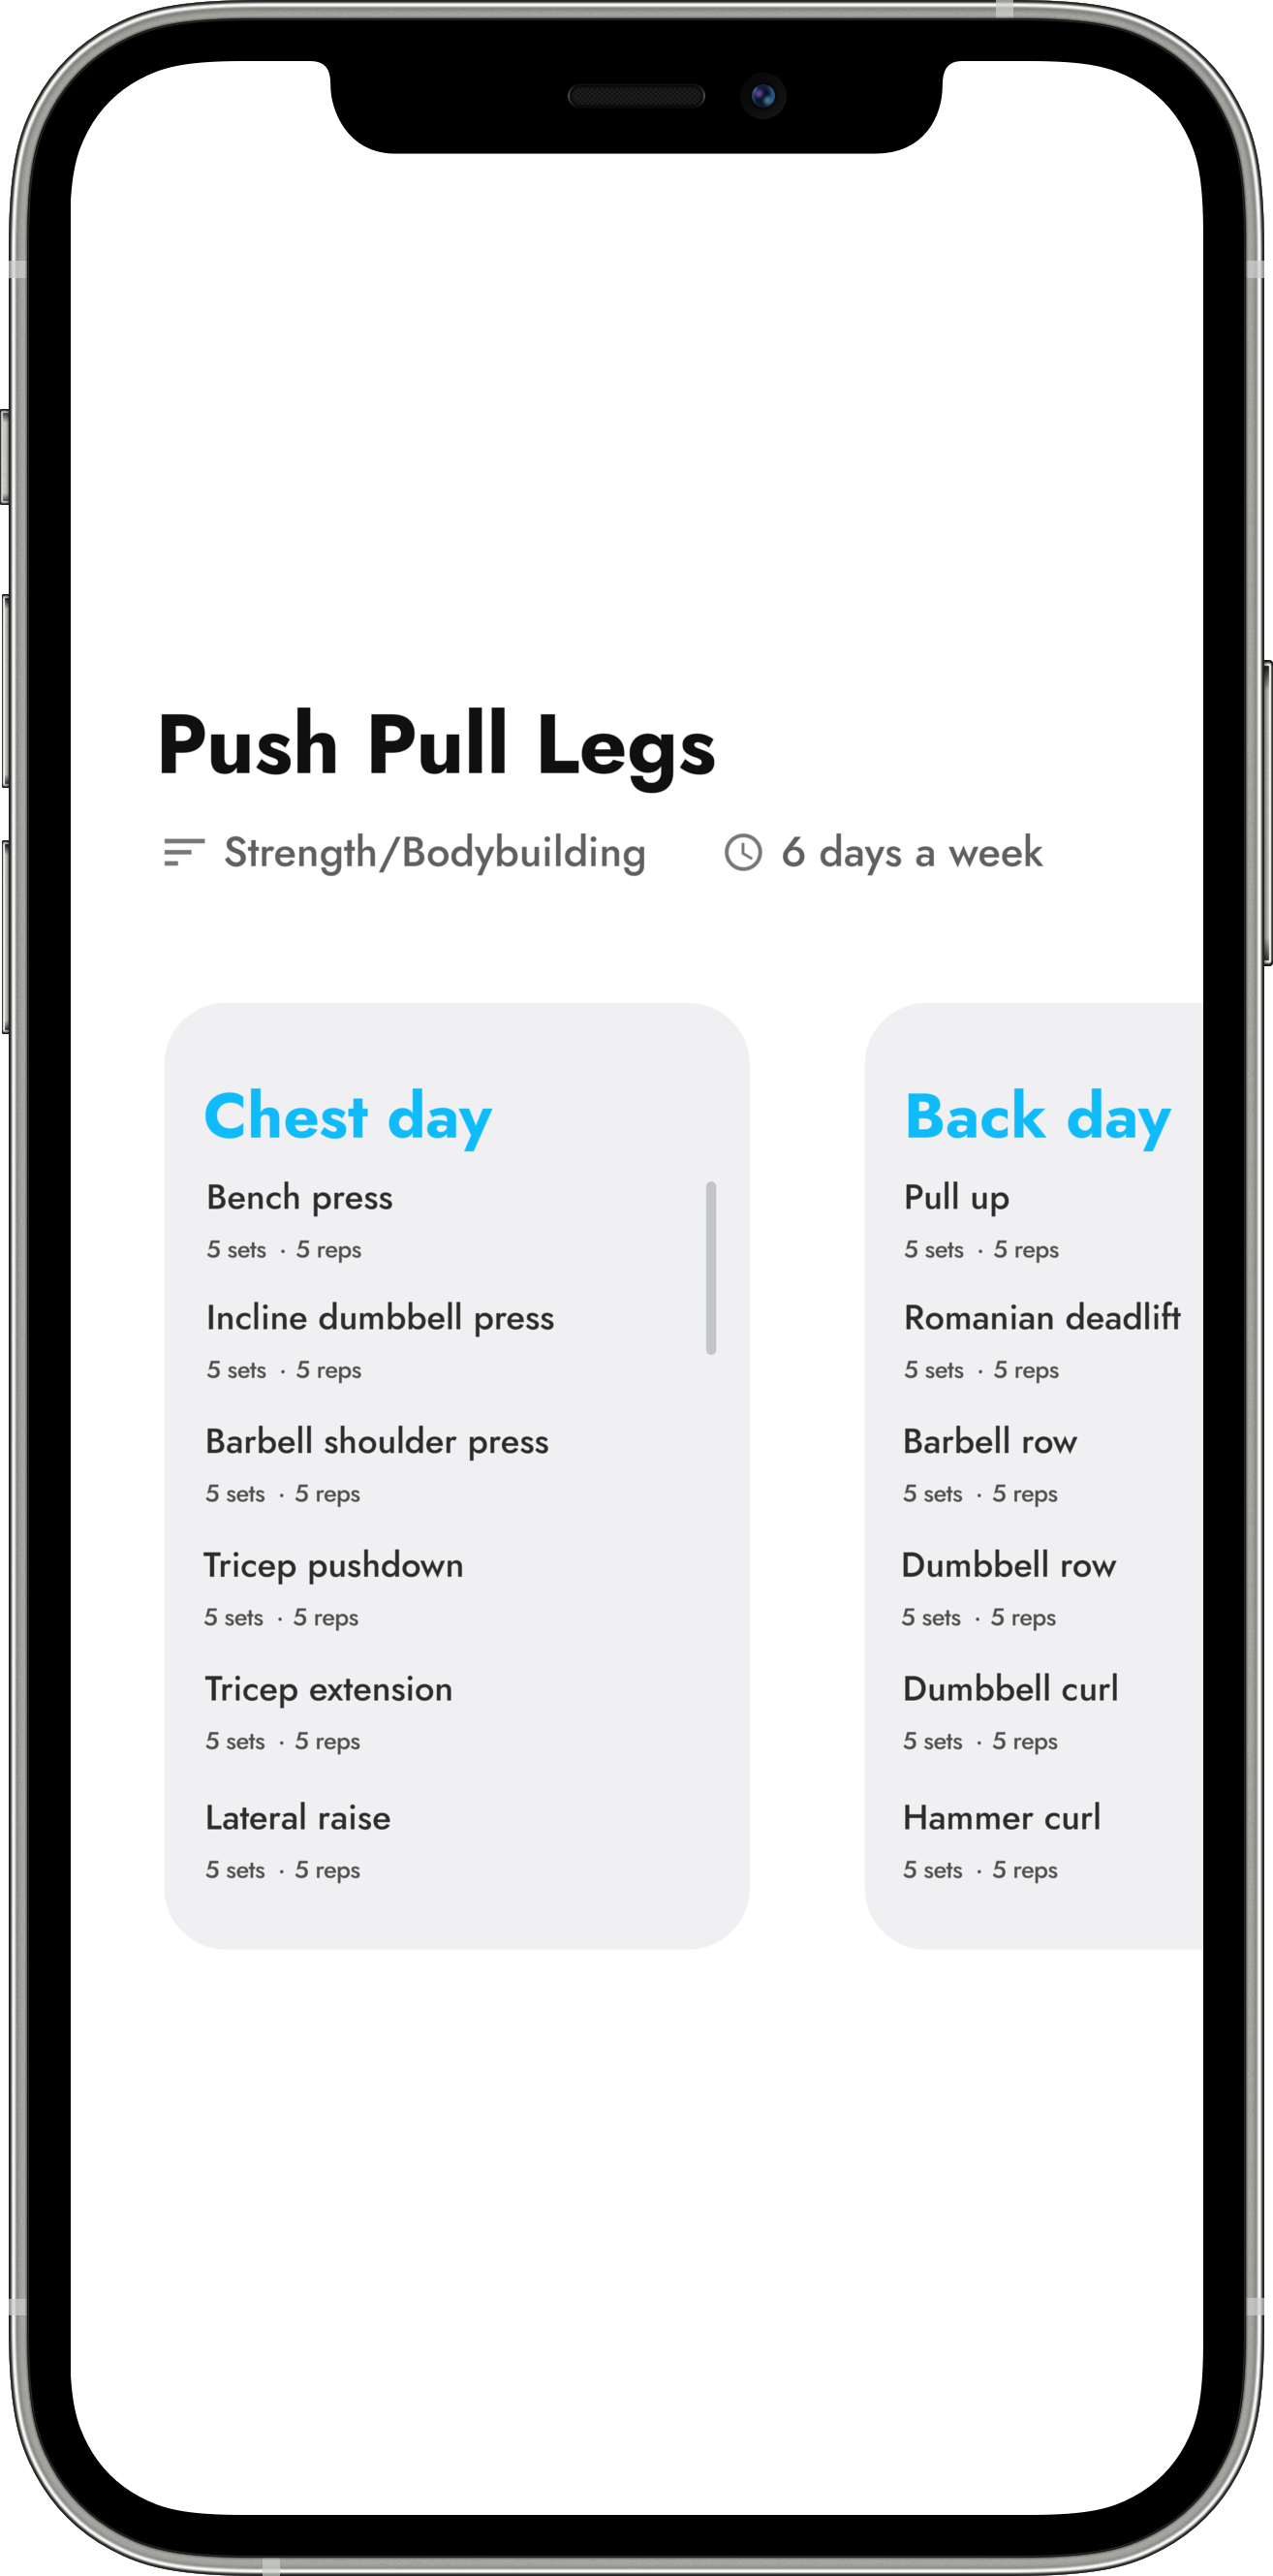 Push Pull Legs
Strength/Bodybuilding
6 days a week
Chest day
Bench press
5 sets · 5 reps
Incline dumbbell press
5 sets · 5 reps
Barbell shoulder press
5 sets · 5 reps
Tricep pushdown
5 sets · 5 reps
Tricep extension
5 sets · 5 reps
Lateral raise
5 sets · 5 reps
Back day
Pull up
5 sets · 5 reps
Romanian deadlift
5 sets · 5 reps
Barbell row
5 sets · 5 reps
Dumbbell row
5 sets · 5 reps
Dumbbell curl
5 sets · 5 reps
Hammer curl
5 sets · 5 reps